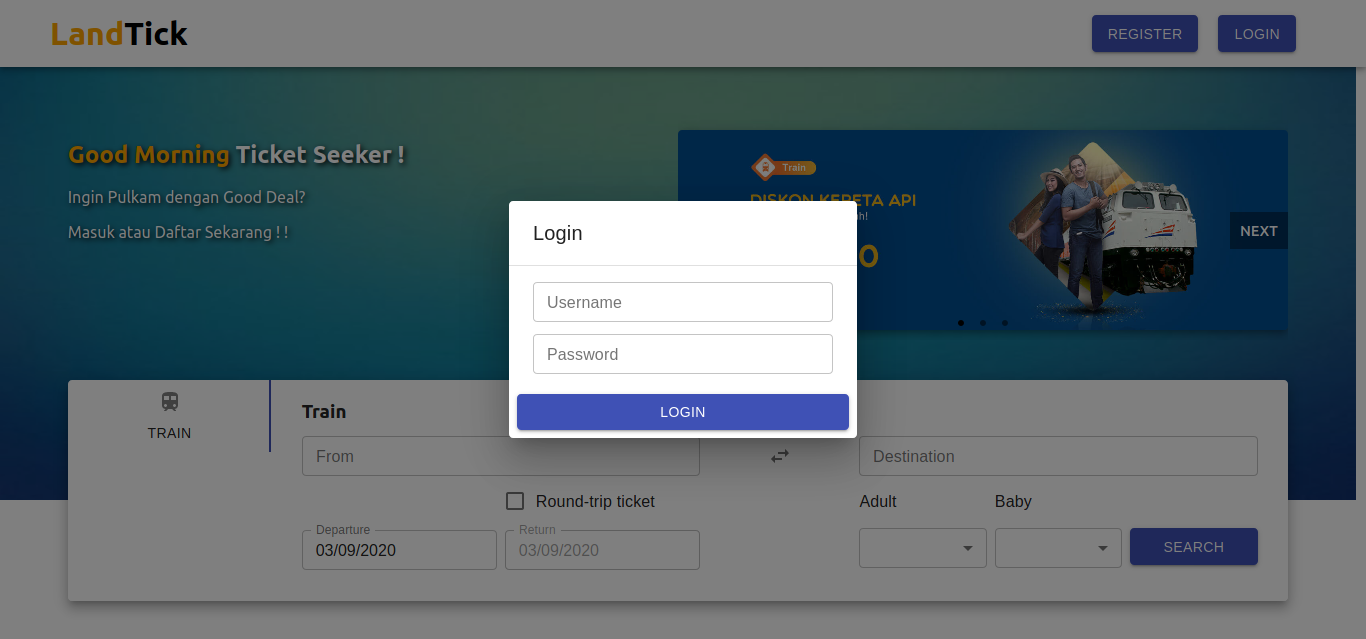 LandTick
REGISTER
LOGIN
Good Morning Ticket Seeker !
Ingin Pulkam dengan Good Deal?
Masuk atau Daftar Sekarang ! !
Train
DISKON KERETA API
NEXT
Login
Username
Password
LOGIN
TRAIN
Train
From
Destination
Round-trip ticket
Adult
Baby
Departure
03/09/2020
Return
03/09/2020
SEARCH